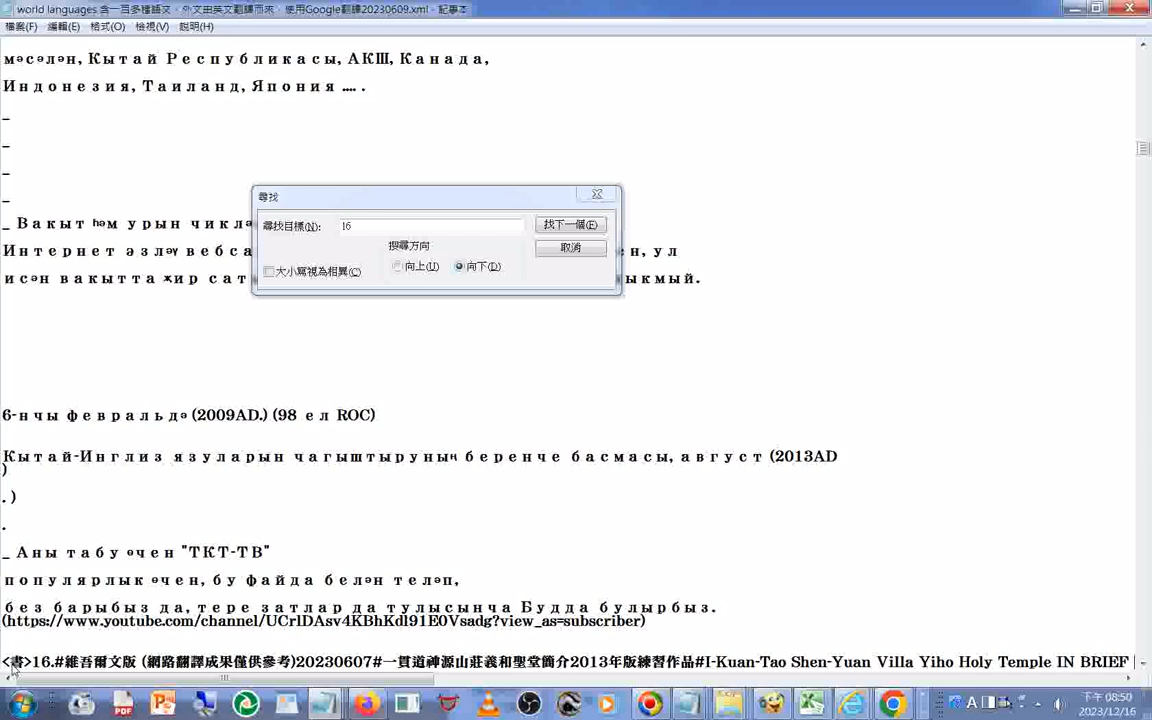 world languages 含一百多種語文，外文由英文翻譯而來，使用Google翻譯20230609.xml - 記事本
檔案(F) 編輯(E) 格式(O) 檢視(V) 說明(H)
мәсәлән, Кытай Республикасы, АКШ, Канада,
Индонезия, Таиланд, Япония .... .
_
_
_
_
_ Вакыт һәм урын чиклә
Интернет эзләү вебса
ен, ул
исән вакытта җир сат
ыкмый.
尋找
尋找目標(N):
16
找下一個(F)
搜尋方向
取消
大小寫視為相異(C)
向上(U)
向下(D)
6-нчы февральдә (2009AD.) (98 ел ROC)
Кытай-Инглиз язуларын чагыштыруның беренче басмасы, август (2013AD
)
. )
.
_ Аны табу өчен "ТКТ-ТВ"
популярлык өчен, бу файда белән теләп,
без барыбыз да, тере затлар да тулысынча Будда булырбыз.
(https://www.youtube.com/channel/UCrlDAsv4KBhKdl91E0Vsadg?view_as=subscriber)
<書>16.#維吾爾文版 (網路翻譯成果僅供參考)20230607#一貫道神源山莊義和聖堂簡介2013年版練習作品#I-Kuan-Tao Shen-Yuan Villa Yiho Holy Temple IN BRIEF
下午 08:50
2023/12/16